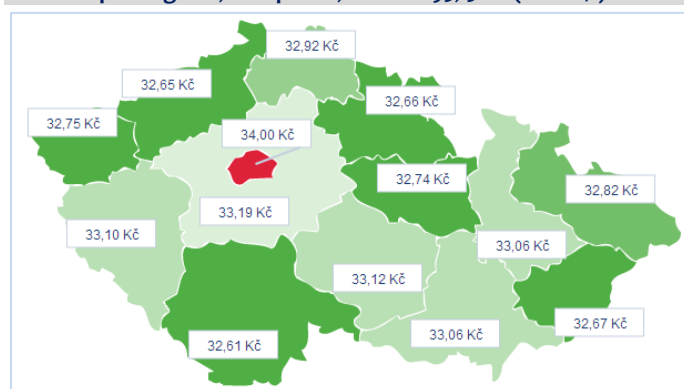 32,92 Kč
32,65 Kč
32,66 Kč
32,75 Kč
34,00 Kč
32,74 Kč
32,82 Kč
33,19 Kč
33,10 Kč
33,06 Kč
33,12 Kč
32,67 Kč
33,06 Kč
32,61 Kč